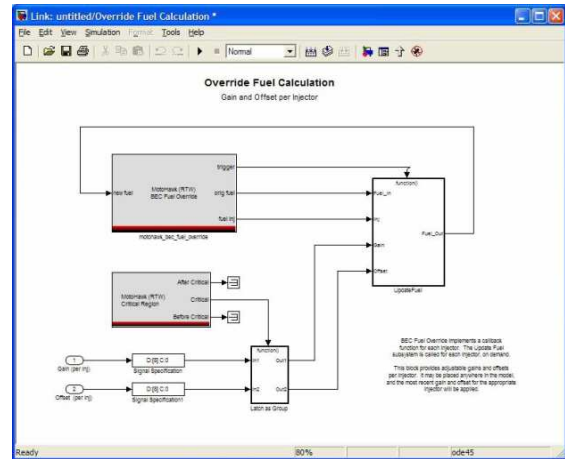 Link: untitled/Override Fuel Calculation *
File Edit View Simulation Format Tools Help
Normal
Override Fuel Calculation
Gain and Offset per Injector
trigger
new fuel
MotoHawk (RTW)
BEC Fuel Override
orig fuel
fuel inj
motohawk_bec_fuel_override
function()
Fuel_In
Inj
Fuel_Out
Gain
Offset
UpdateFuel
After Critical
MotoHawk (RTW)
Critical Region
Critical
Before Critical
function()
1
Gain (per inj)
D:[8] C:0
Signal Specification
In1
Out1
2
Offset (per inj)
D:[8] C:0
Signal Specification1
In2
Out2
Latch as Group
BEC Fuel Override implements a callback
function for each injector. The Update Fuel
subsystem is called for each injector, on demand.
This block provides adjustable gains and offsets
per injector. It may be placed anywhere in the model,
and the most recent gain and offset for the appropriate
injector will be applied.
Ready
80%
ode45